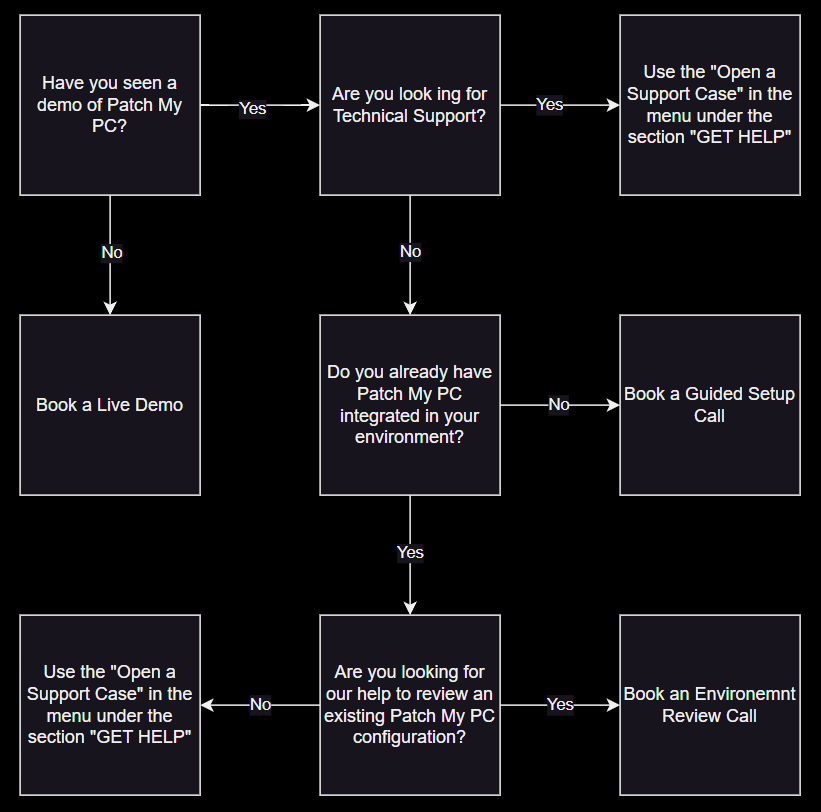 Have you seen a
demo of Patch My
PC?
Yes
Are you look ing for
Technical Support?
Yes
Use the "Open a
Support Case" in the
menu under the
section "GET HELP"
No
No
Book a Live Demo
Do you already have
Patch My PC
integrated in your
environment?
No
Book a Guided Setup
Call
Yes
Use the "Open a
Support Case" in the
menu under the
section "GET HELP"
No
Are you looking for
our help to review an
existing Patch My PC
configuration?
Yes
Book an Environemnt
Review Call